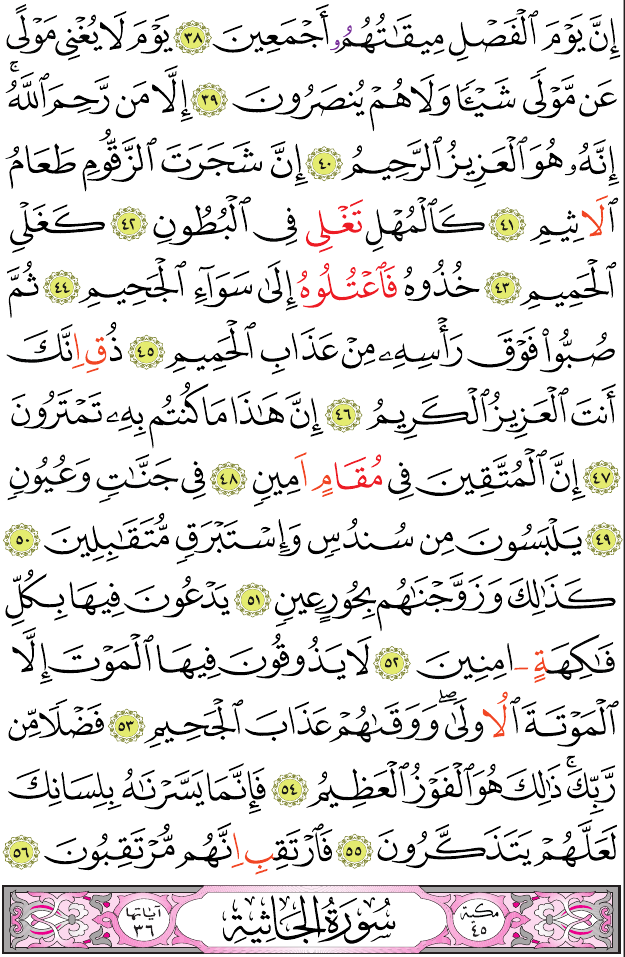 إِنَّ يَوْمَ ٱلْفَصْلِ مِيقَٰتُهُمُۥٓ أَجْمَعِينَ ٣٨ يَوْمَ لَا يُغْنِى مَوْلًى
عَن مَّوْلًى شَيْـًٔا وَلَا هُمْ يُنصَرُونَ ٣٩ إِلَّا مَن رَّحِمَ ٱللَّهُۚ
إِنَّهُۥ هُوَ ٱلْعَزِيزُ ٱلرَّحِيمُ ٤٠ إِنَّ شَجَرَتَ ٱلزَّقُّومِ طَعَامُ
ٱلَاثِيمِ ٤١ كَٱلْمُهْلِ تَغْلِى فِى ٱلْبُطُونِ ٤٢ كَغَلْىِ
ٱلْحَمِيمِ ٤٣ خُذُوهُ فَٱعْتُلُوهُ إِلَىٰ سَوَآءِ ٱلْجَحِيمِ ٤٤ ثُمَّ
صُبُّوا۟ فَوْقَ رَأْسِهِۦ مِنْ عَذَابِ ٱلْحَمِيمِ ٤٥ ذُقِ اِنَّكَ
أَنتَ ٱلْعَزِيزُ ٱلْكَرِيمُ ٤٦ إِنَّ هَٰذَا مَا كُنتُم بِهِۦ تَمْتَرُونَ
٤٧ إِنَّ ٱلْمُتَّقِينَ فِى مُقَامٍ اَمِينٍ ٤٨ فِى جَنَّٰتٍ وَعُيُونٍ
٤٩ يَلْبَسُونَ مِن سُندُسٍ وَإِسْتَبْرَقٍ مُّتَقَٰبِلِينَ ٥٠
كَذَٰلِكَ وَزَوَّجْنَٰهُم بِحُورٍ عِينٍ ٥١ يَدْعُونَ فِيهَا بِكُلِّ
فَٰكِهَةٍ اٰمِنِينَ ٥٢ لَا يَذُوقُونَ فِيهَا ٱلْمَوْتَ إِلَّا
ٱلْمَوْتَةَ ٱلُاولَىٰۖ وَوَقَىٰهُمْ عَذَابَ ٱلْجَحِيمِ ٥٣ فَضْلًا مِّن
رَّبِّكَۚ ذَٰلِكَ هُوَ ٱلْفَوْزُ ٱلْعَظِيمُ ٥٤ فَإِنَّمَا يَسَّرْنَٰهُ بِلِسَانِكَ
لَعَلَّهُمْ يَتَذَكَّرُونَ ٥٥ فَٱرْتَقِبِ اِنَّهُم مُّرْتَقِبُونَ ٥٦
مكية ٤٥ سُورَةُ الجَاثِيَةِ آياتها ٣٦